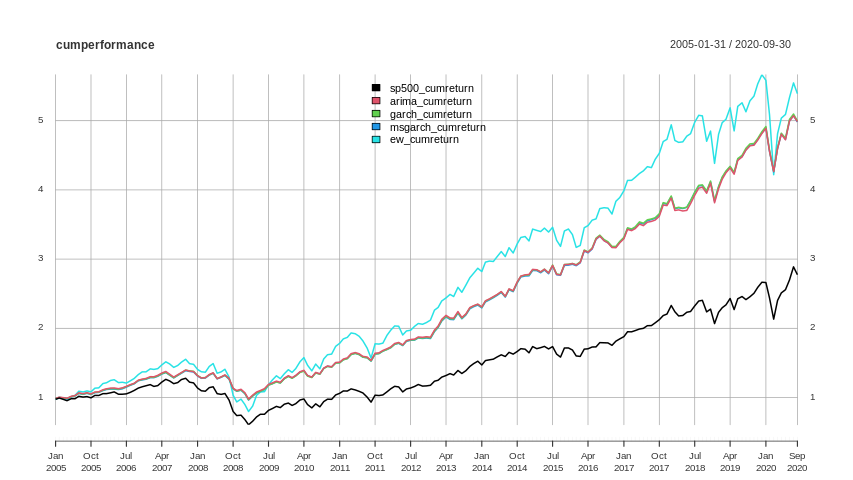 cumperformance 2005-01-31 / 2020-09-30
sp500_cumreturn
arima_cumreturn
garch_cumreturn
msgarch_cumreturn
ew_cumreturn
5 5
4 4
3 3
2 2
1 1
Jan Oct Jul Apr Jan Oct Jul Apr Jan Oct Jul Apr Jan Oct Jul Apr Jan Oct Jul Apr Jan Sep
2005 2005 2006 2007 2008 2008 2009 2010 2011 2011 2012 2013 2014 2014 2015 2016 2017 2017 2018 2019 2020 2020